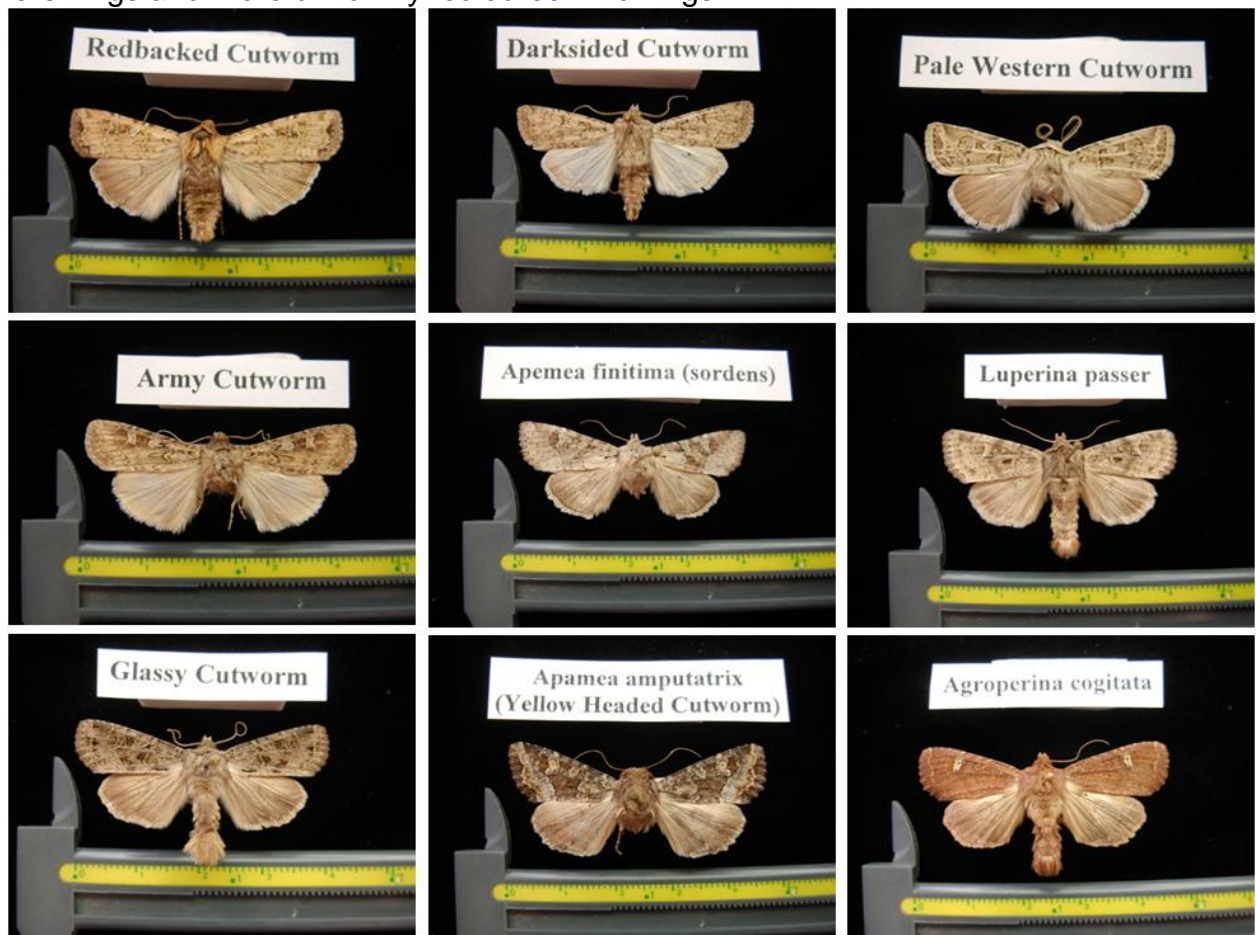 Redbacked Cutworm
Darksided Cutworm
Pale Western Cutworm
Army Cutworm
Apemea finitima (sordens)
Luperina passer
Glassy Cutworm
Apamea amputatrix
(Yellow Headed Cutworm)
Agroperina cogitata